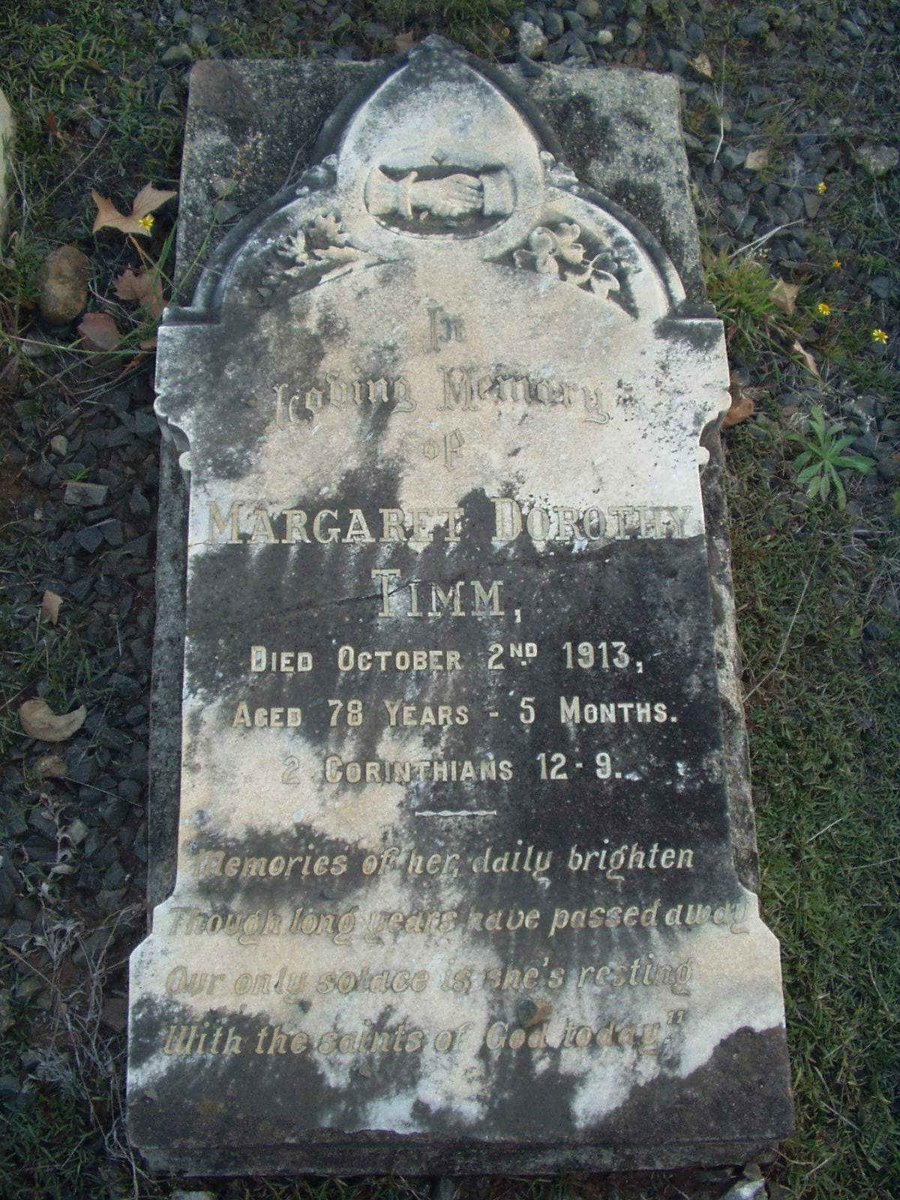 In
Loving Memory
of
MARGARET DOROTHY
TIMM,
DIED OCTOBER 2ND 1913,
AGED 78 YEARS - 5 MONTHS.
2 CORINTHIANS 12-9.
"Memories of her, daily brighten
Though long years have passed away
Our only solace is, she's resting
With the saints of God today."